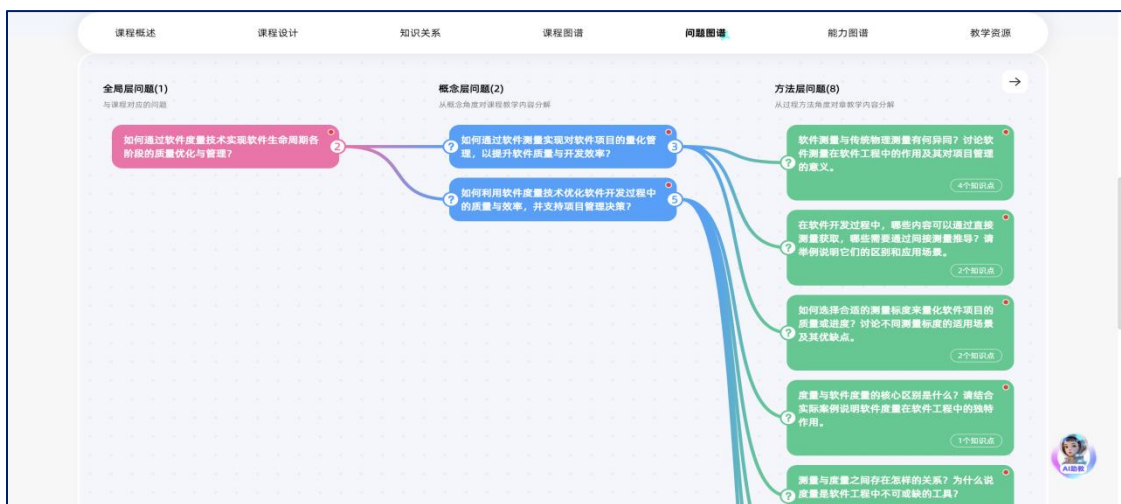 课程概述
课程设计
知识关系
课程图谱
问题图谱
能力图谱
教学资源
全局层问题(1)
与课程对应的问题
如何通过软件度量技术实现软件生命周期各
阶段的质量优化与管理？
2
概念层问题(2)
从概念角度对课程教学内容分解
?
如何通过软件测量实现对软件项目的量化管
理，以提升软件质量与开发效率？
3
?
如何利用软件度量技术优化软件开发过程中
的质量与效率，并支持项目管理决策？
5
方法层问题(8)
从过程方法角度对章教学内容分解
?
软件测量与传统物理测量有何异同？讨论软
件测量在软件工程中的作用及其对项目管理
的意义。
4个知识点
?
在软件开发过程中，哪些内容可以通过直接
测量获取，哪些需要通过间接测量推导？请
举例说明它们的区别和应用场景。
2个知识点
?
如何选择合适的测量标度来量化软件项目的
质量或进度？讨论不同测量标度的适用场景
及其优缺点。
2个知识点
?
度量与软件度量的核心区别是什么？请结合
实际案例说明软件度量在软件工程中的独特
作用。
1个知识点
?
测量与度量之间存在怎样的关系？为什么说
度量是软件工程中不可或缺的工具？
AI助教